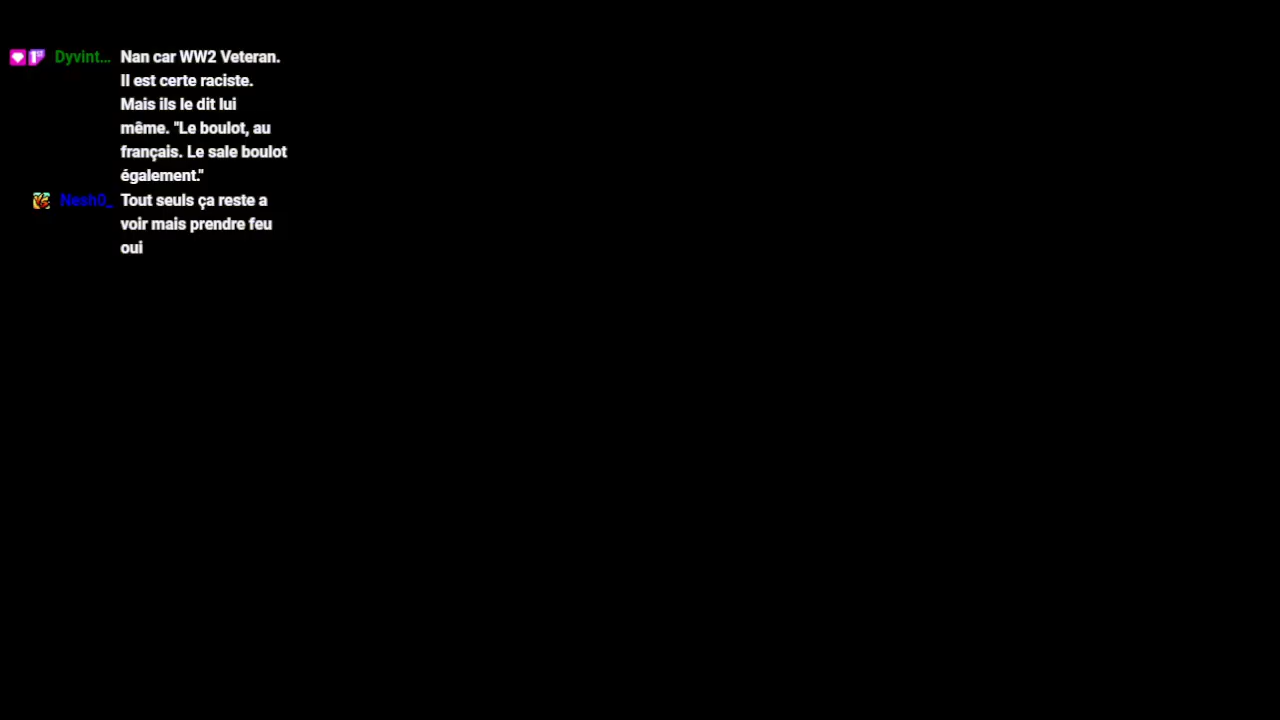 Dyvint... Nan car WW2 Veteran.
Il est certe raciste.
Mais ils le dit lui
même. "Le boulot, au
français. Le sale boulot
également."
Nesh0_ Tout seuls ça reste a
voir mais prendre feu
oui